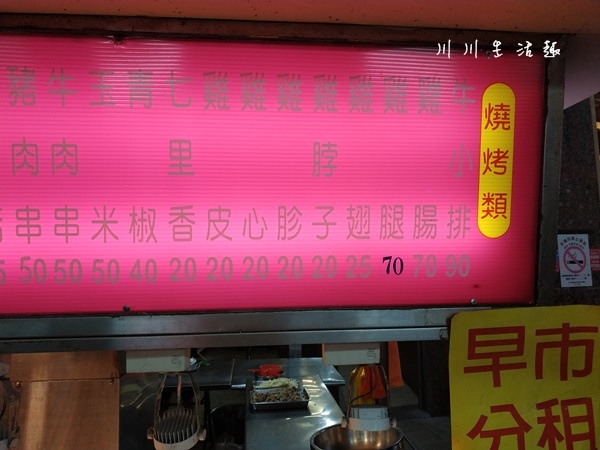 川川生活趣
燒烤類
牛小排 90
雞腸 70
雞腿 70
雞翅 25
雞脖子 20
雞胗 20
雞心 20
雞皮 20
七里香 20
青椒 40
玉米 50
牛肉串 50
豬肉串 50
早市
分租